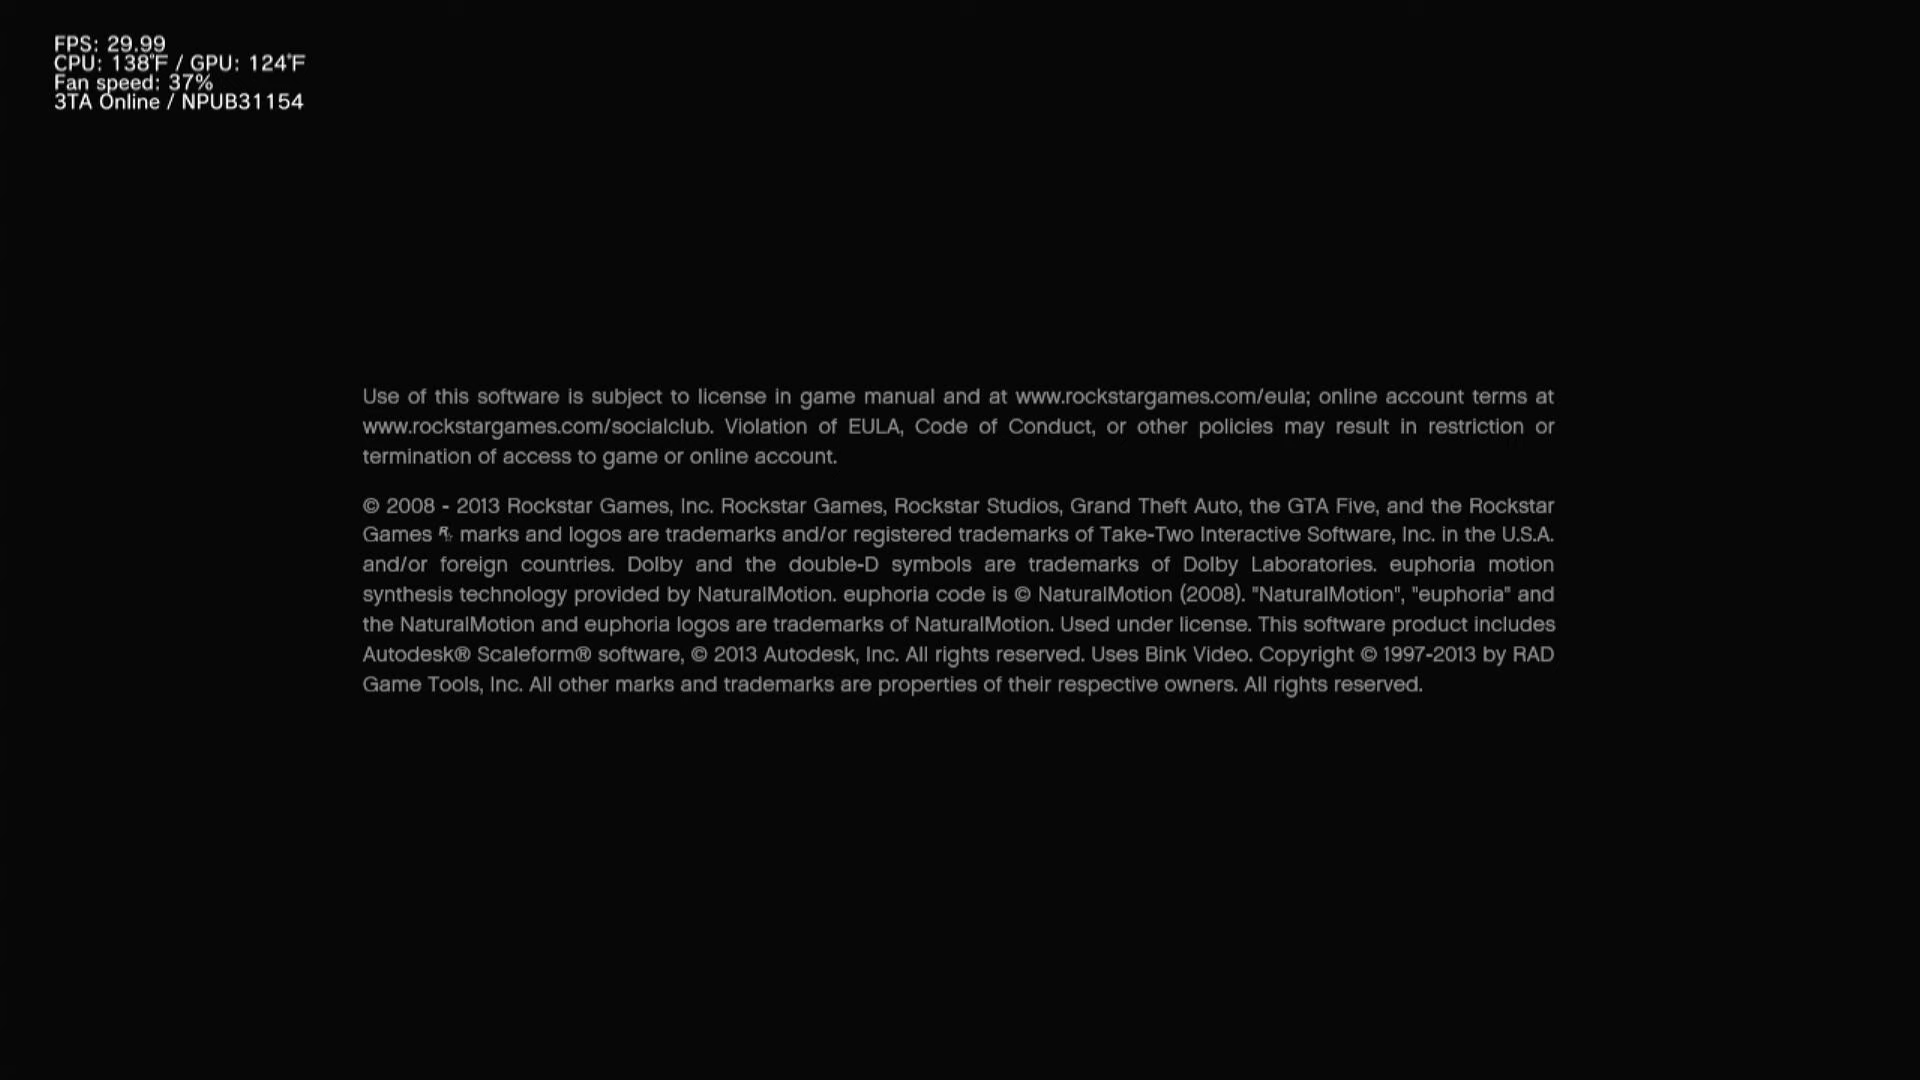 FPS: 29.99
CPU: 138°F / GPU: 124°F
Fan speed: 37%
3TA Online / NPUB31154
Use of this software is subject to license in game manual and at www.rockstargames.com/eula; online account terms at
www.rockstargames.com/socialclub. Violation of EULA, Code of Conduct, or other policies may result in restriction or
termination of access to game or online account.
© 2008 - 2013 Rockstar Games, Inc. Rockstar Games, Rockstar Studios, Grand Theft Auto, the GTA Five, and the Rockstar
Games R* marks and logos are trademarks and/or registered trademarks of Take-Two Interactive Software, Inc. in the U.S.A.
and/or foreign countries. Dolby and the double-D symbols are trademarks of Dolby Laboratories. euphoria motion
synthesis technology provided by NaturalMotion. euphoria code is © NaturalMotion (2008). "NaturalMotion", "euphoria" and
the NaturalMotion and euphoria logos are trademarks of NaturalMotion. Used under license. This software product includes
Autodesk® Scaleform® software, © 2013 Autodesk, Inc. All rights reserved. Uses Bink Video. Copyright © 1997-2013 by RAD
Game Tools, Inc. All other marks and trademarks are properties of their respective owners. All rights reserved.